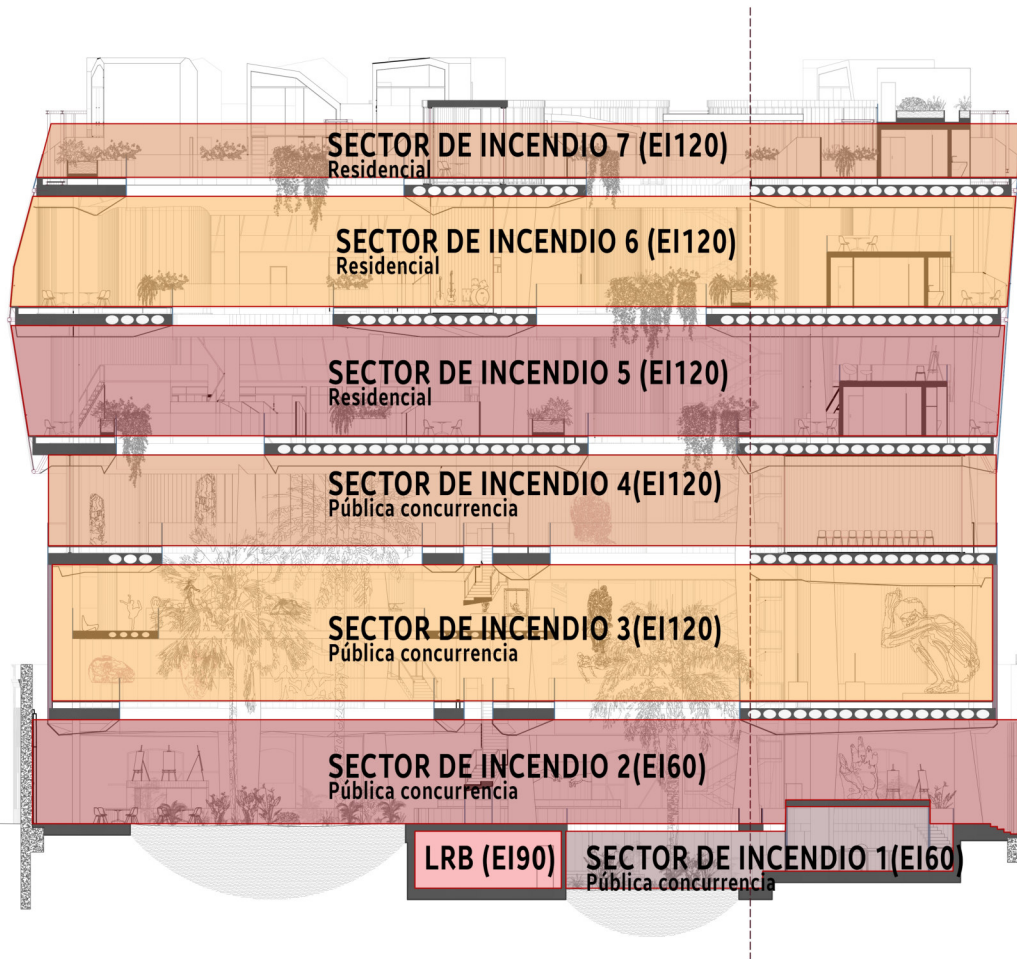 SECTOR DE INCENDIO 7 (EI120)
Residencial
SECTOR DE INCENDIO 6 (EI120)
Residencial
SECTOR DE INCENDIO 5 (EI120)
Residencial
SECTOR DE INCENDIO 4(EI120)
Pública concurrencia
SECTOR DE INCENDIO 3(EI120)
Pública concurrencia
SECTOR DE INCENDIO 2(EI60)
Pública concurrencia
LRB (EI90)
SECTOR DE INCENDIO 1(EI60)
Pública concurrencia